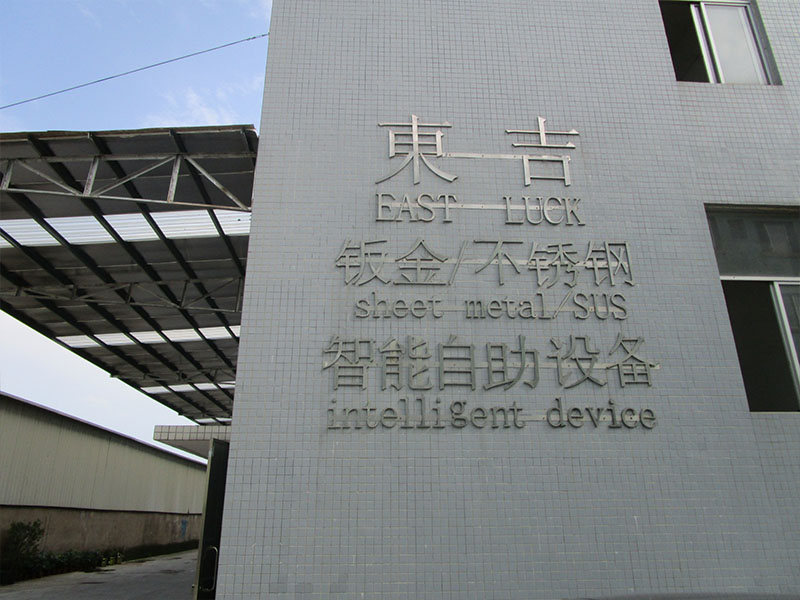 東 吉
EAST LUCK
钣金/不锈钢
sheet metal/SUS
智能自助设备
intelligent device